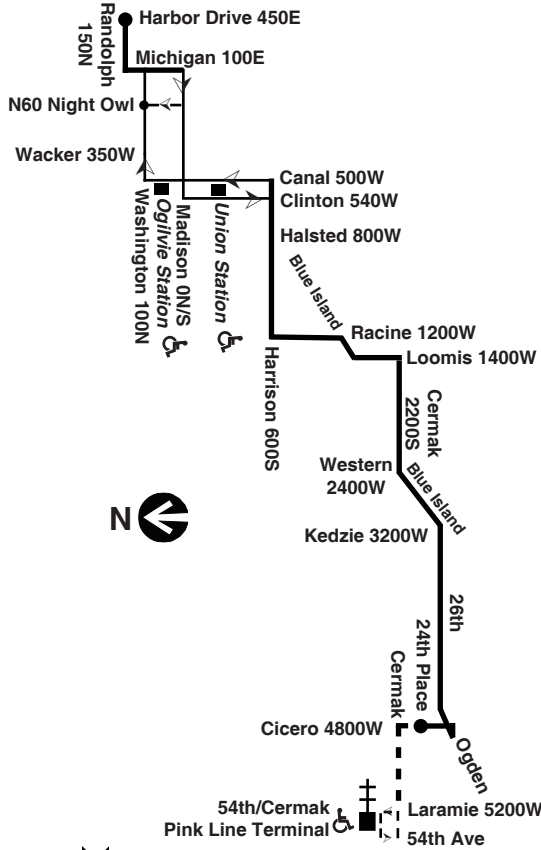 Harbor Drive 450E
Randolph
150N
Michigan 100E
N60 Night Owl
Wacker 350W
Canal 500W
Clinton 540W
Washington 100N
Ogilvie Station
Madison 0N/S
Union Station
Halsted 800W
Blue Island
Racine 1200W
Harrison 600S
Loomis 1400W
Cermak
2200S
Western
2400W
Blue Island
N
Kedzie 3200W
26th
24th Place
Cermak
Cicero 4800W
Ogden
54th/Cermak
Pink Line Terminal
Laramie 5200W
54th Ave